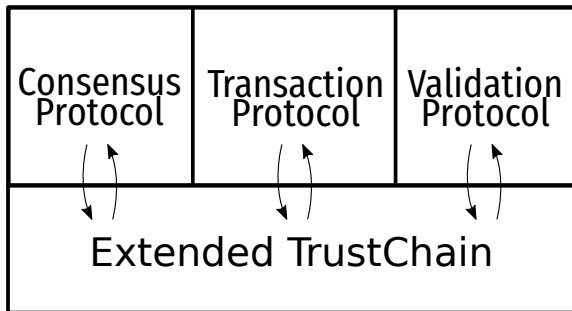 Consensus
Protocol
Transaction
Protocol
Validation
Protocol
Extended TrustChain